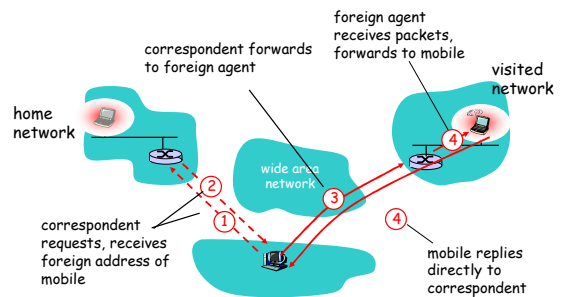 foreign agent
receives packets,
forwards to mobile
correspondent forwards
to foreign agent
visited
network
home
network
wide area
network
4
2
3
1
4
correspondent
requests, receives
foreign address of
mobile
mobile replies
directly to
correspondent